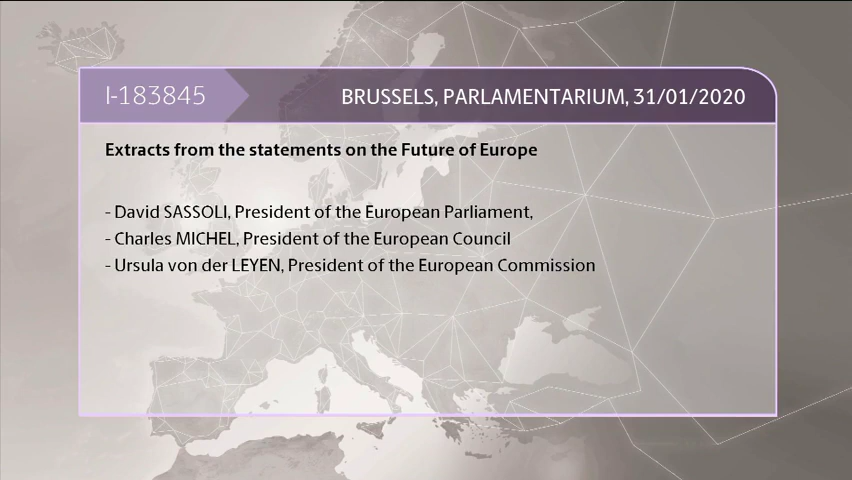 I-183845
BRUSSELS, PARLAMENTARIUM, 31/01/2020
Extracts from the statements on the Future of Europe
- David SASSOLI, President of the European Parliament,
- Charles MICHEL, President of the European Council
- Ursula von der LEYEN, President of the European Commission